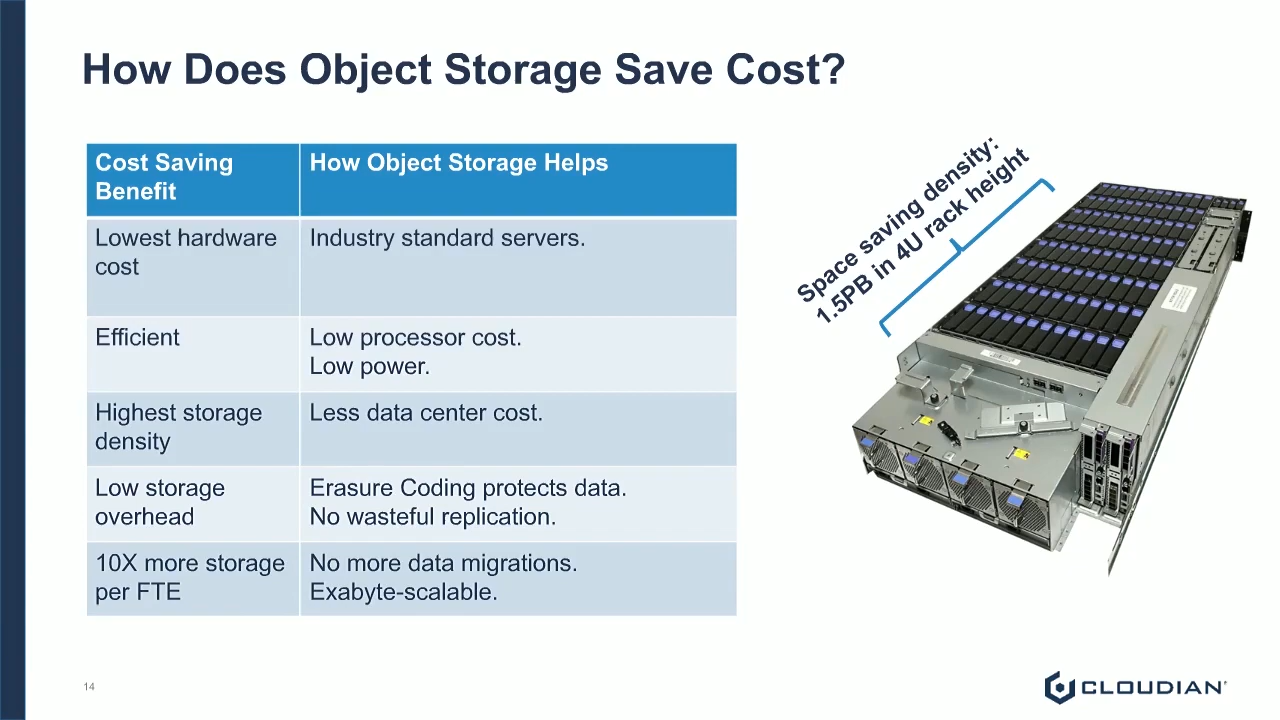 How Does Object Storage Save Cost?
Cost Saving
Benefit
How Object Storage Helps
Lowest hardware
cost
Industry standard servers.
Efficient
Low processor cost.
Low power.
Highest storage
density
Less data center cost.
Low storage
overhead
Erasure Coding protects data.
No wasteful replication.
10X more storage
per FTE
No more data migrations.
Exabyte-scalable.
Space saving density:
1.5PB in 4U rack height
14
CLOUDIAN